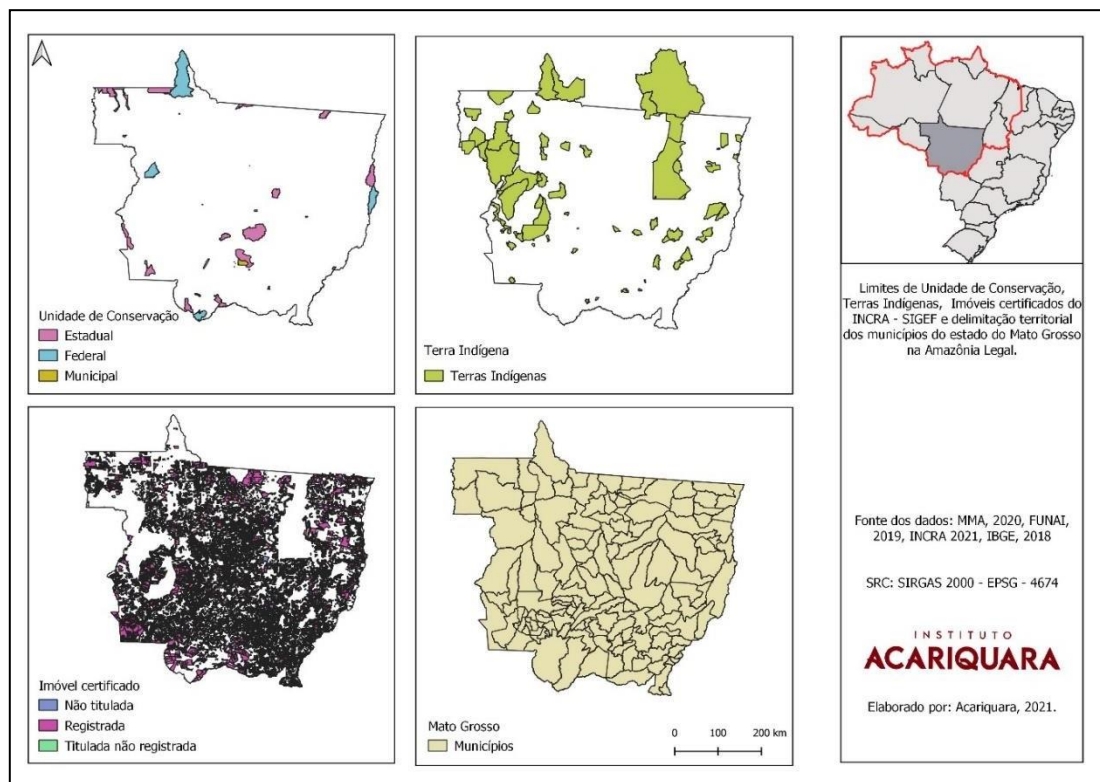 Unidade de Conservação
Estadual
Federal
Municipal
Terra Indígena
Terras Indígenas
Imóvel certificado
Não titulada
Registrada
Titulada não registrada
Mato Grosso
Municípios
0 100 200 km
Limites de Unidade de Conservação,
Terras Indígenas, Imóveis certificados do
INCRA - SIGEF e delimitação territorial
dos municípios do estado do Mato Grosso
na Amazônia Legal.
Fonte dos dados: MMA, 2020, FUNAI,
2019, INCRA 2021, IBGE, 2018
SRC: SIRGAS 2000 - EPSG - 4674
INSTITUTO
ACARIQUARA
Elaborado por: Acariquara, 2021.